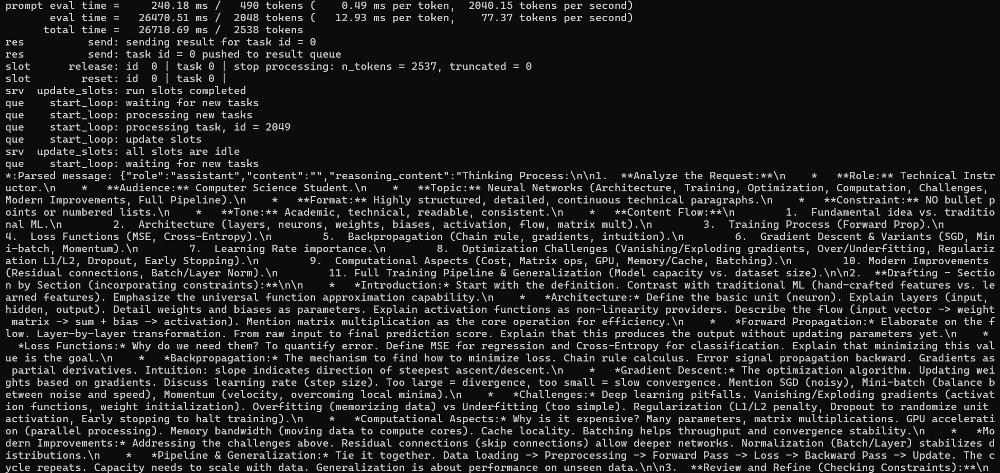 prompt eval time =     240.18 ms /   490 tokens (    0.49 ms per token,  2040.15 tokens per second)
       eval time =   26470.51 ms /  2048 tokens (   12.93 ms per token,    77.37 tokens per second)
      total time =   26710.69 ms /  2538 tokens
res          send: sending result for task id = 0
res          send: task id = 0 pushed to result queue
slot      release: id  0 | task 0 | stop processing: n_tokens = 2537, truncated = 0
slot        reset: id  0 | task 0 |
srv  update_slots: run slots completed
que    start_loop: waiting for new tasks
que    start_loop: processing new tasks
que    start_loop: processing task, id = 2049
que    start_loop: update slots
srv  update_slots: all slots are idle
que    start_loop: waiting for new tasks
*:Parsed message: {"role":"assistant","content":"","reasoning_content":"Thinking Process:\n\n1.  **Analyze the Request:**\n    *   **Role:** Technical Instr
uctor.\n    *   **Audience:** Computer Science Student.\n    *   **Topic:** Neural Networks (Architecture, Training, Optimization, Computation, Challenges,
Modern Improvements, Full Pipeline).\n    *   **Format:** Highly structured, detailed, continuous technical paragraphs.\n    *   **Constraint:** NO bullet p
oints or numbered lists.\n    *   **Tone:** Academic, technical, readable, consistent.\n    *   **Content Flow:**\n        1.  Fundamental idea vs. traditio
nal ML.\n        2.  Architecture (layers, neurons, weights, biases, activation, flow, matrix mult).\n        3.  Training Process (Forward Prop).\n
4.  Loss Functions (MSE, Cross-Entropy).\n        5.  Backpropagation (Chain rule, gradients, intuition).\n        6.  Gradient Descent & Variants (SGD, Min
i-batch, Momentum).\n        7.  Learning Rate importance.\n        8.  Optimization Challenges (Vanishing/Exploding gradients, Over/Underfitting, Regulariz
ation L1/L2, Dropout, Early Stopping).\n        9.  Computational Aspects (Cost, Matrix ops, GPU, Memory/Cache, Batching).\n        10. Modern Improvements
(Residual connections, Batch/Layer Norm).\n        11. Full Training Pipeline & Generalization (Model capacity vs. dataset size).\n\n2.  **Drafting - Sectio
n by Section (incorporating constraints):**\n\n    *   *Introduction:* Start with the definition. Contrast with traditional ML (hand-crafted features vs. le
arned features). Emphasize the universal function approximation capability.\n    *   *Architecture:* Define the basic unit (neuron). Explain layers (input,
hidden, output). Detail weights and biases as parameters. Explain activation functions as non-linearity providers. Describe the flow (input vector -> weight
 matrix -> sum + bias -> activation). Mention matrix multiplication as the core operation for efficiency.\n    *   *Forward Propagation:* Elaborate on the f
low. Layer-by-layer transformation. From raw input to final prediction score. Explain that this produces the output without updating parameters yet.\n    *
  *Loss Functions:* Why do we need them? To quantify error. Define MSE for regression and Cross-Entropy for classification. Explain that minimizing this val
ue is the goal.\n    *   *Backpropagation:* The mechanism to find how to minimize loss. Chain rule calculus. Error signal propagation backward. Gradients as
 partial derivatives. Intuition: slope indicates direction of steepest ascent/descent.\n    *   *Gradient Descent:* The optimization algorithm. Updating wei
ghts based on gradients. Discuss learning rate (step size). Too large = divergence, too small = slow convergence. Mention SGD (noisy), Mini-batch (balance b
etween noise and speed), Momentum (velocity, overcoming local minima).\n    *   *Challenges:* Deep learning pitfalls. Vanishing/Exploding gradients (activat
ion functions, weight initialization). Overfitting (memorizing data) vs Underfitting (too simple). Regularization (L1/L2 penalty, Dropout to randomize unit
activation, Early stopping to halt training).\n    *   *Computational Aspects:* Why is it expensive? Many parameters, matrix multiplications. GPU accelerati
on (parallel processing). Memory bandwidth (moving data to compute cores). Cache locality. Batching helps throughput and convergence stability.\n    *   *Mo
dern Improvements:* Addressing the challenges above. Residual connections (skip connections) allow deeper networks. Normalization (Batch/Layer) stabilizes d
istributions.\n    *   *Pipeline & Generalization:* Tie it together. Data loading -> Preprocessing -> Forward Pass -> Loss -> Backward Pass -> Update. The c
ycle repeats. Capacity needs to scale with data. Generalization is about performance on unseen data.\n\n3.  **Review and Refine (Checking Constraints):**\n